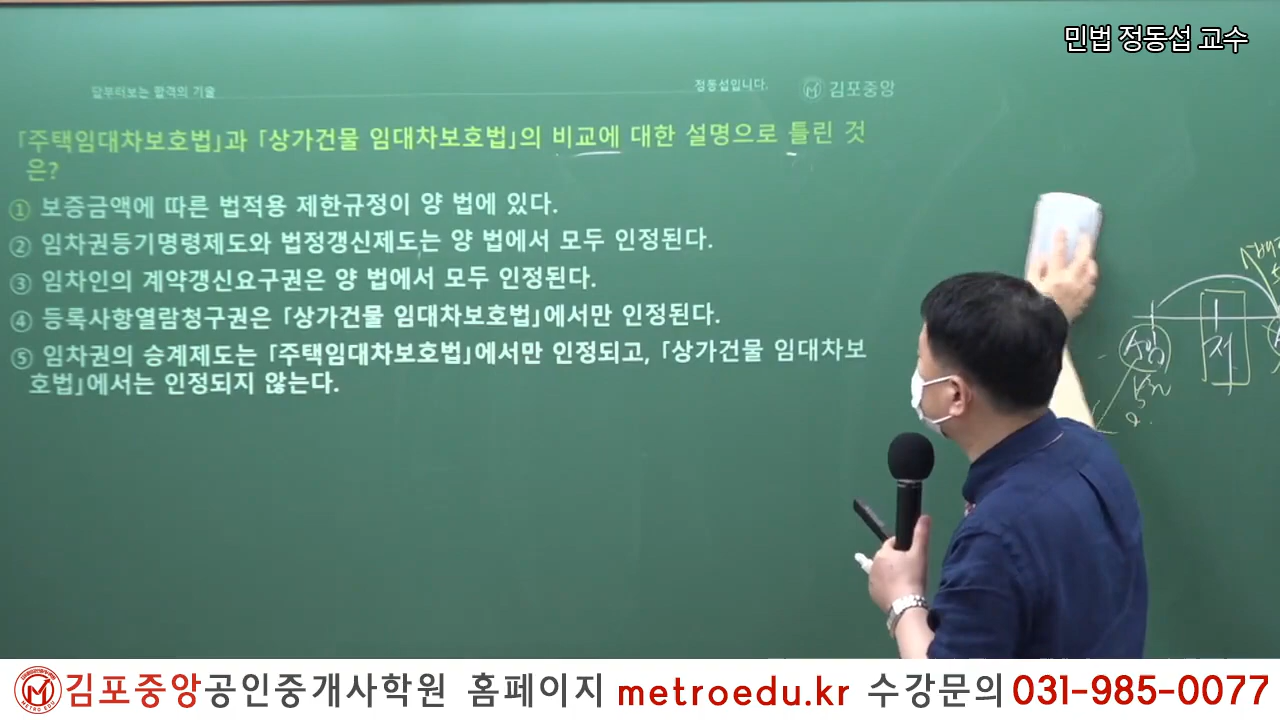 민법 정동섭 교수
정동섭입니다.
김포중앙
「주택임대차보호법」과 「상가건물 임대차보호법」의 비교에 대한 설명으로 틀린 것
은?
① 보증금액에 따른 법적용 제한규정이 양 법에 있다.
② 임차권등기명령제도와 법정갱신제도는 양 법에서 모두 인정된다.
③ 임차인의 계약갱신요구권은 양 법에서 모두 인정된다.
④ 등록사항열람청구권은 「상가건물 임대차보호법」에서만 인정된다.
⑤ 임차권의 승계제도는 「주택임대차보호법」에서만 인정되고, 「상가건물 임대차보
호법」에서는 인정되지 않는다.
저
김포중앙공인중개사학원 홈페이지 metroedu.kr 수강문의 031-985-0077